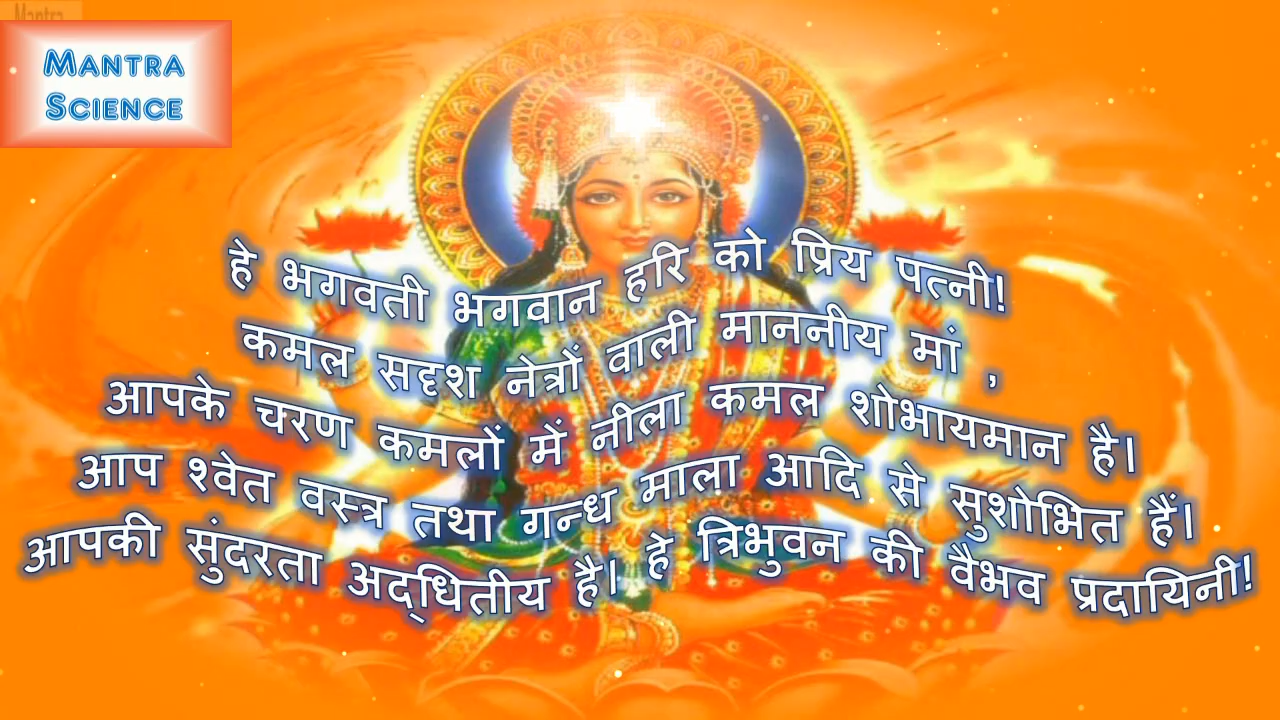 Mantra
MANTRA
SCIENCE
हे भगवती भगवान हरि को प्रिय पत्नी!
कमल सदृश नेत्रों वाली माननीय मां ,
आपके चरण कमलों में नीला कमल शोभायमान है।
आप श्वेत वस्त्र तथा गन्ध माला आदि से सुशोभित हैं।
आपकी सुंदरता अद्धितीय है। हे त्रिभुवन की वैभव प्रदायिनी!